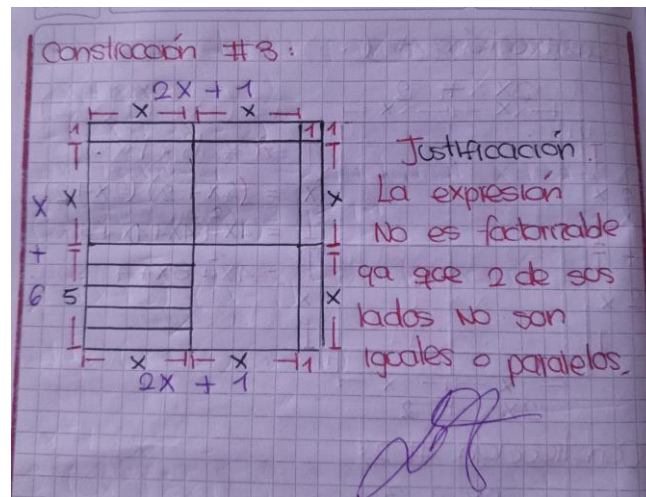 Construcción #3:
2x + 1
x x
1 1 1
x + 6
x
x
5
x
x x 1
2x + 1
Justificación.
La expresión
No es factorizable
ya que 2 de sus
lados No son
iguales o paralelos.